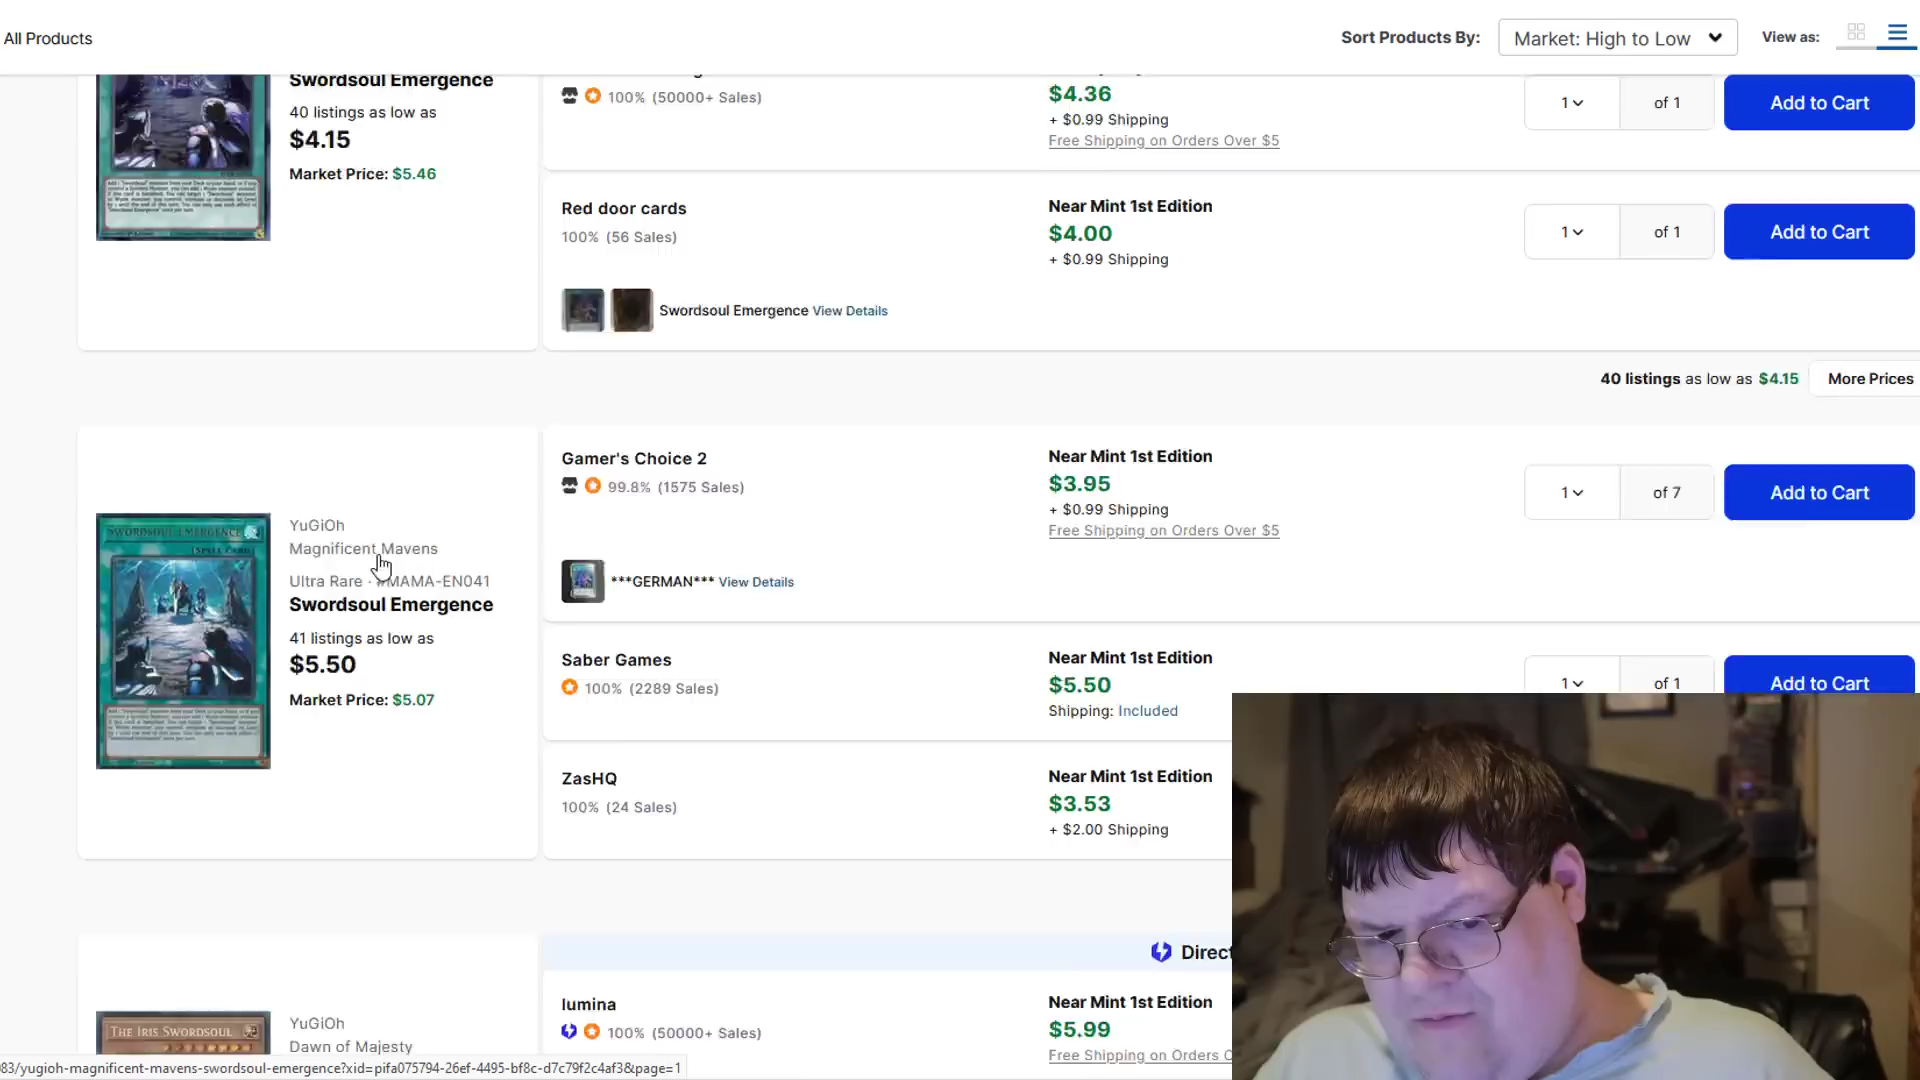 All Products
Sort Products By:
Market: High to Low
View as:
Swordsoul Emergence
40 listings as low as
$4.15
Market Price: $5.46
100% (50000+ Sales)
$4.36
+ $0.99 Shipping
Free Shipping on Orders Over $5
1
of 1
Add to Cart
Red door cards
100% (56 Sales)
Near Mint 1st Edition
$4.00
+ $0.99 Shipping
1
of 1
Add to Cart
Swordsoul Emergence View Details
40 listings as low as $4.15
More Prices
SWORDSOUL EMERGENCE
[SPELL CARD]
YuGiOh
Magnificent Mavens
Ultra Rare · #MAMA-EN041
Swordsoul Emergence
41 listings as low as
$5.50
Market Price: $5.07
Gamer's Choice 2
99.8% (1575 Sales)
Near Mint 1st Edition
$3.95
+ $0.99 Shipping
Free Shipping on Orders Over $5
1
of 7
Add to Cart
***GERMAN*** View Details
Saber Games
100% (2289 Sales)
Near Mint 1st Edition
$5.50
Shipping: Included
1
of 1
Add to Cart
ZasHQ
100% (24 Sales)
Near Mint 1st Edition
$3.53
+ $2.00 Shipping
THE IRIS SWORDSOUL
YuGiOh
Dawn of Majesty
Direct
lumina
100% (50000+ Sales)
Near Mint 1st Edition
$5.99
Free Shipping on Orders O
83/yugioh-magnificent-mavens-swordsoul-emergence?xid=pifa075794-26ef-4495-bf8c-d7c79f2c4af3&page=1